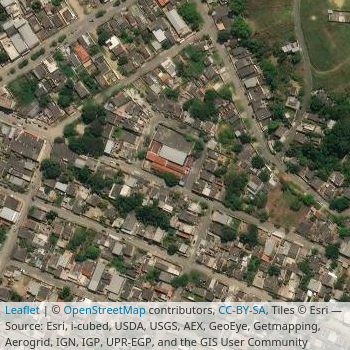 Leaflet | © OpenStreetMap contributors, CC-BY-SA, Tiles © Esri —
Source: Esri, i-cubed, USDA, USGS, AEX, GeoEye, Getmapping,
Aerogrid, IGN, IGP, UPR-EGP, and the GIS User Community